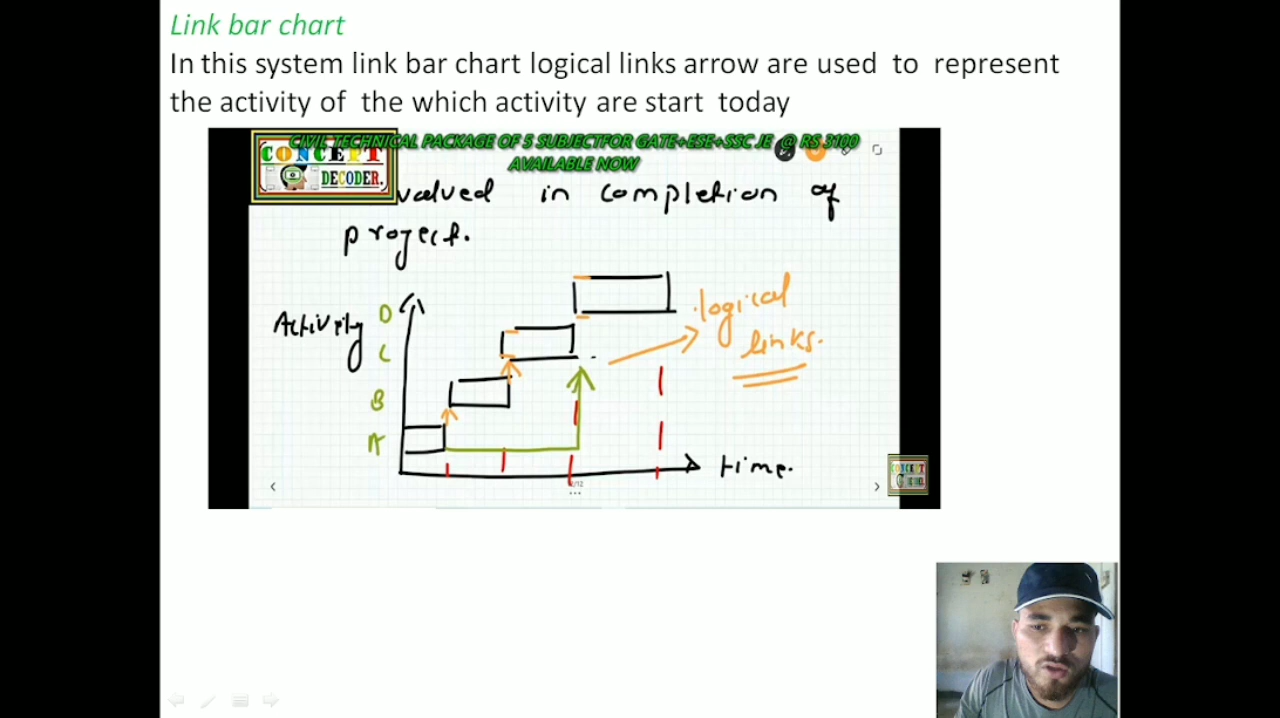 Link bar chart
In this system link bar chart logical links arrow are used to represent
the activity of the which activity are start today
CIVIL TECHNICAL PACKAGE OF 5 SUBJECTFOR GATE+ESE+SSC JE @ RS 3100
AVAILABLE NOW
CONCEPT
DECODER.
valued in completion of
project.
Activity
D
C
B
A
logical
links.
time.